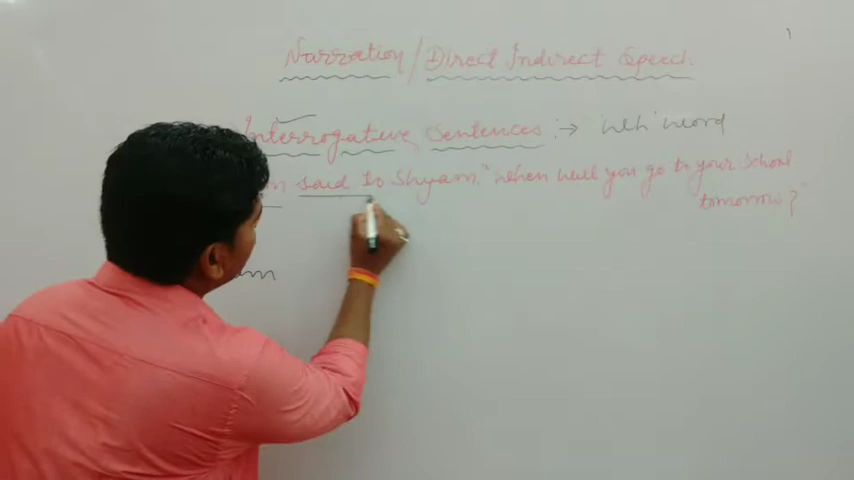 Narration/Direct Indirect Speech
Interrogative Sentences :→ 'wh' word
said to Shyam "when will you go to your school
tomorrow?"